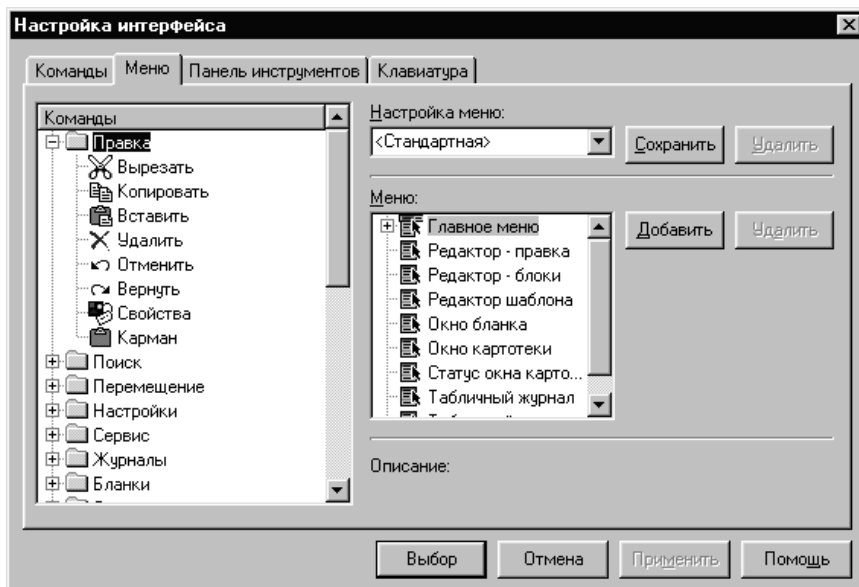 Настройка интерфейса
Команды Меню Панель инструментов Клавиатура
Команды
Правка
Вырезать
Копировать
Вставить
Удалить
Отменить
Вернуть
Свойства
Карман
Поиск
Перемещение
Настройки
Сервис
Журналы
Бланки
Настройка меню:
<Стандартная>
Сохранить
Удалить
Меню:
Главное меню
Редактор - правка
Редактор - блоки
Редактор шаблона
Окно бланка
Окно картотеки
Статус окна карто...
Табличный журнал
Добавить
Удалить
Описание:
Выбор Отмена Применить Помощь